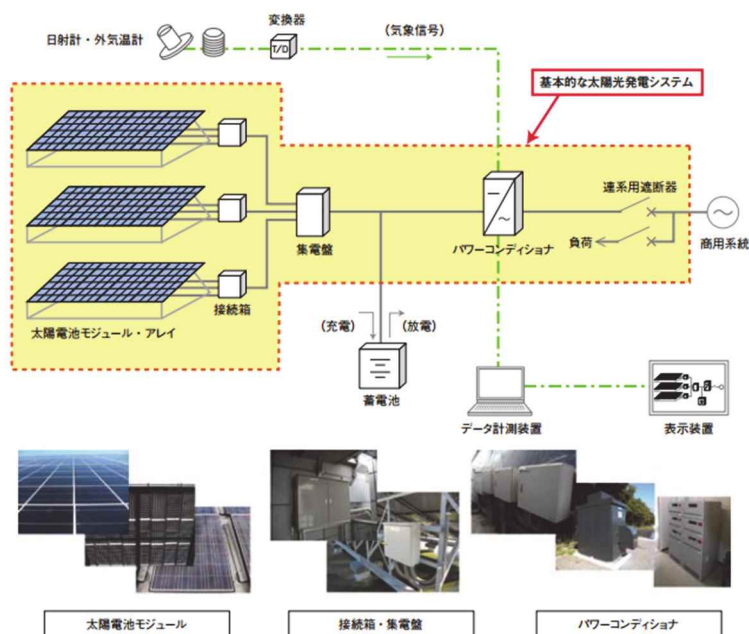 日射計・外気温計
変換器
T/D
(気象信号)
基本的な太陽光発電システム
連系用遮断器
集電盤
パワーコンディショナ
負荷
商用系統
接続箱
太陽電池モジュール・アレイ
(充電)
(放電)
蓄電池
データ計測装置
表示装置
太陽電池モジュール
接続箱・集電盤
パワーコンディショナ